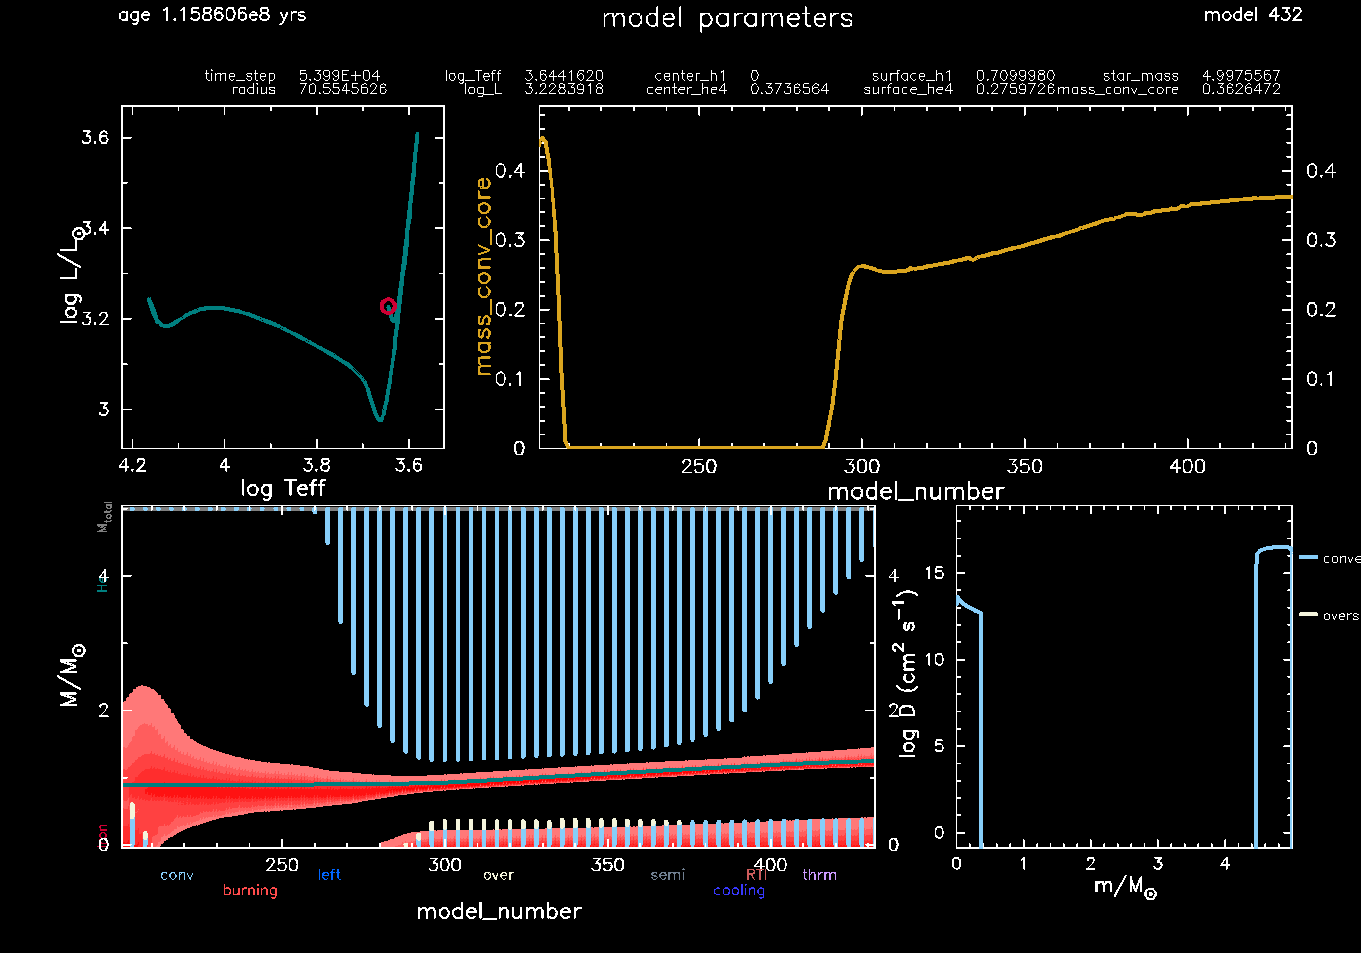 age 1.158606e8 yrs model parameters model 432
time_step 5.399E+04 log_Teff 3.6441620 center_h1 0 surface_h1 0.7099980 star_mass 4.9975567
radius 70.5545626 log_L 3.2283918 center_he4 0.3736564 surface_he4 0.2759726 mass_conv_core 0.3626472
log L/L⊙
3.6
3.4
3.2
3
4.2 4 3.8 3.6
log Teff
mass_conv_core
0.4 0.4
0.3 0.3
0.2 0.2
0.1 0.1
0 0
250 300 350 400
model_number
M/M⊙
Mtotal
He
4 4
2 2
0 0
250 300 350 400
conv left over semi RTI thrm
burning cooling
model_number
log D (cm² s⁻¹)
15
10
5
0
0 1 2 3 4
m/M⊙
conve
overs